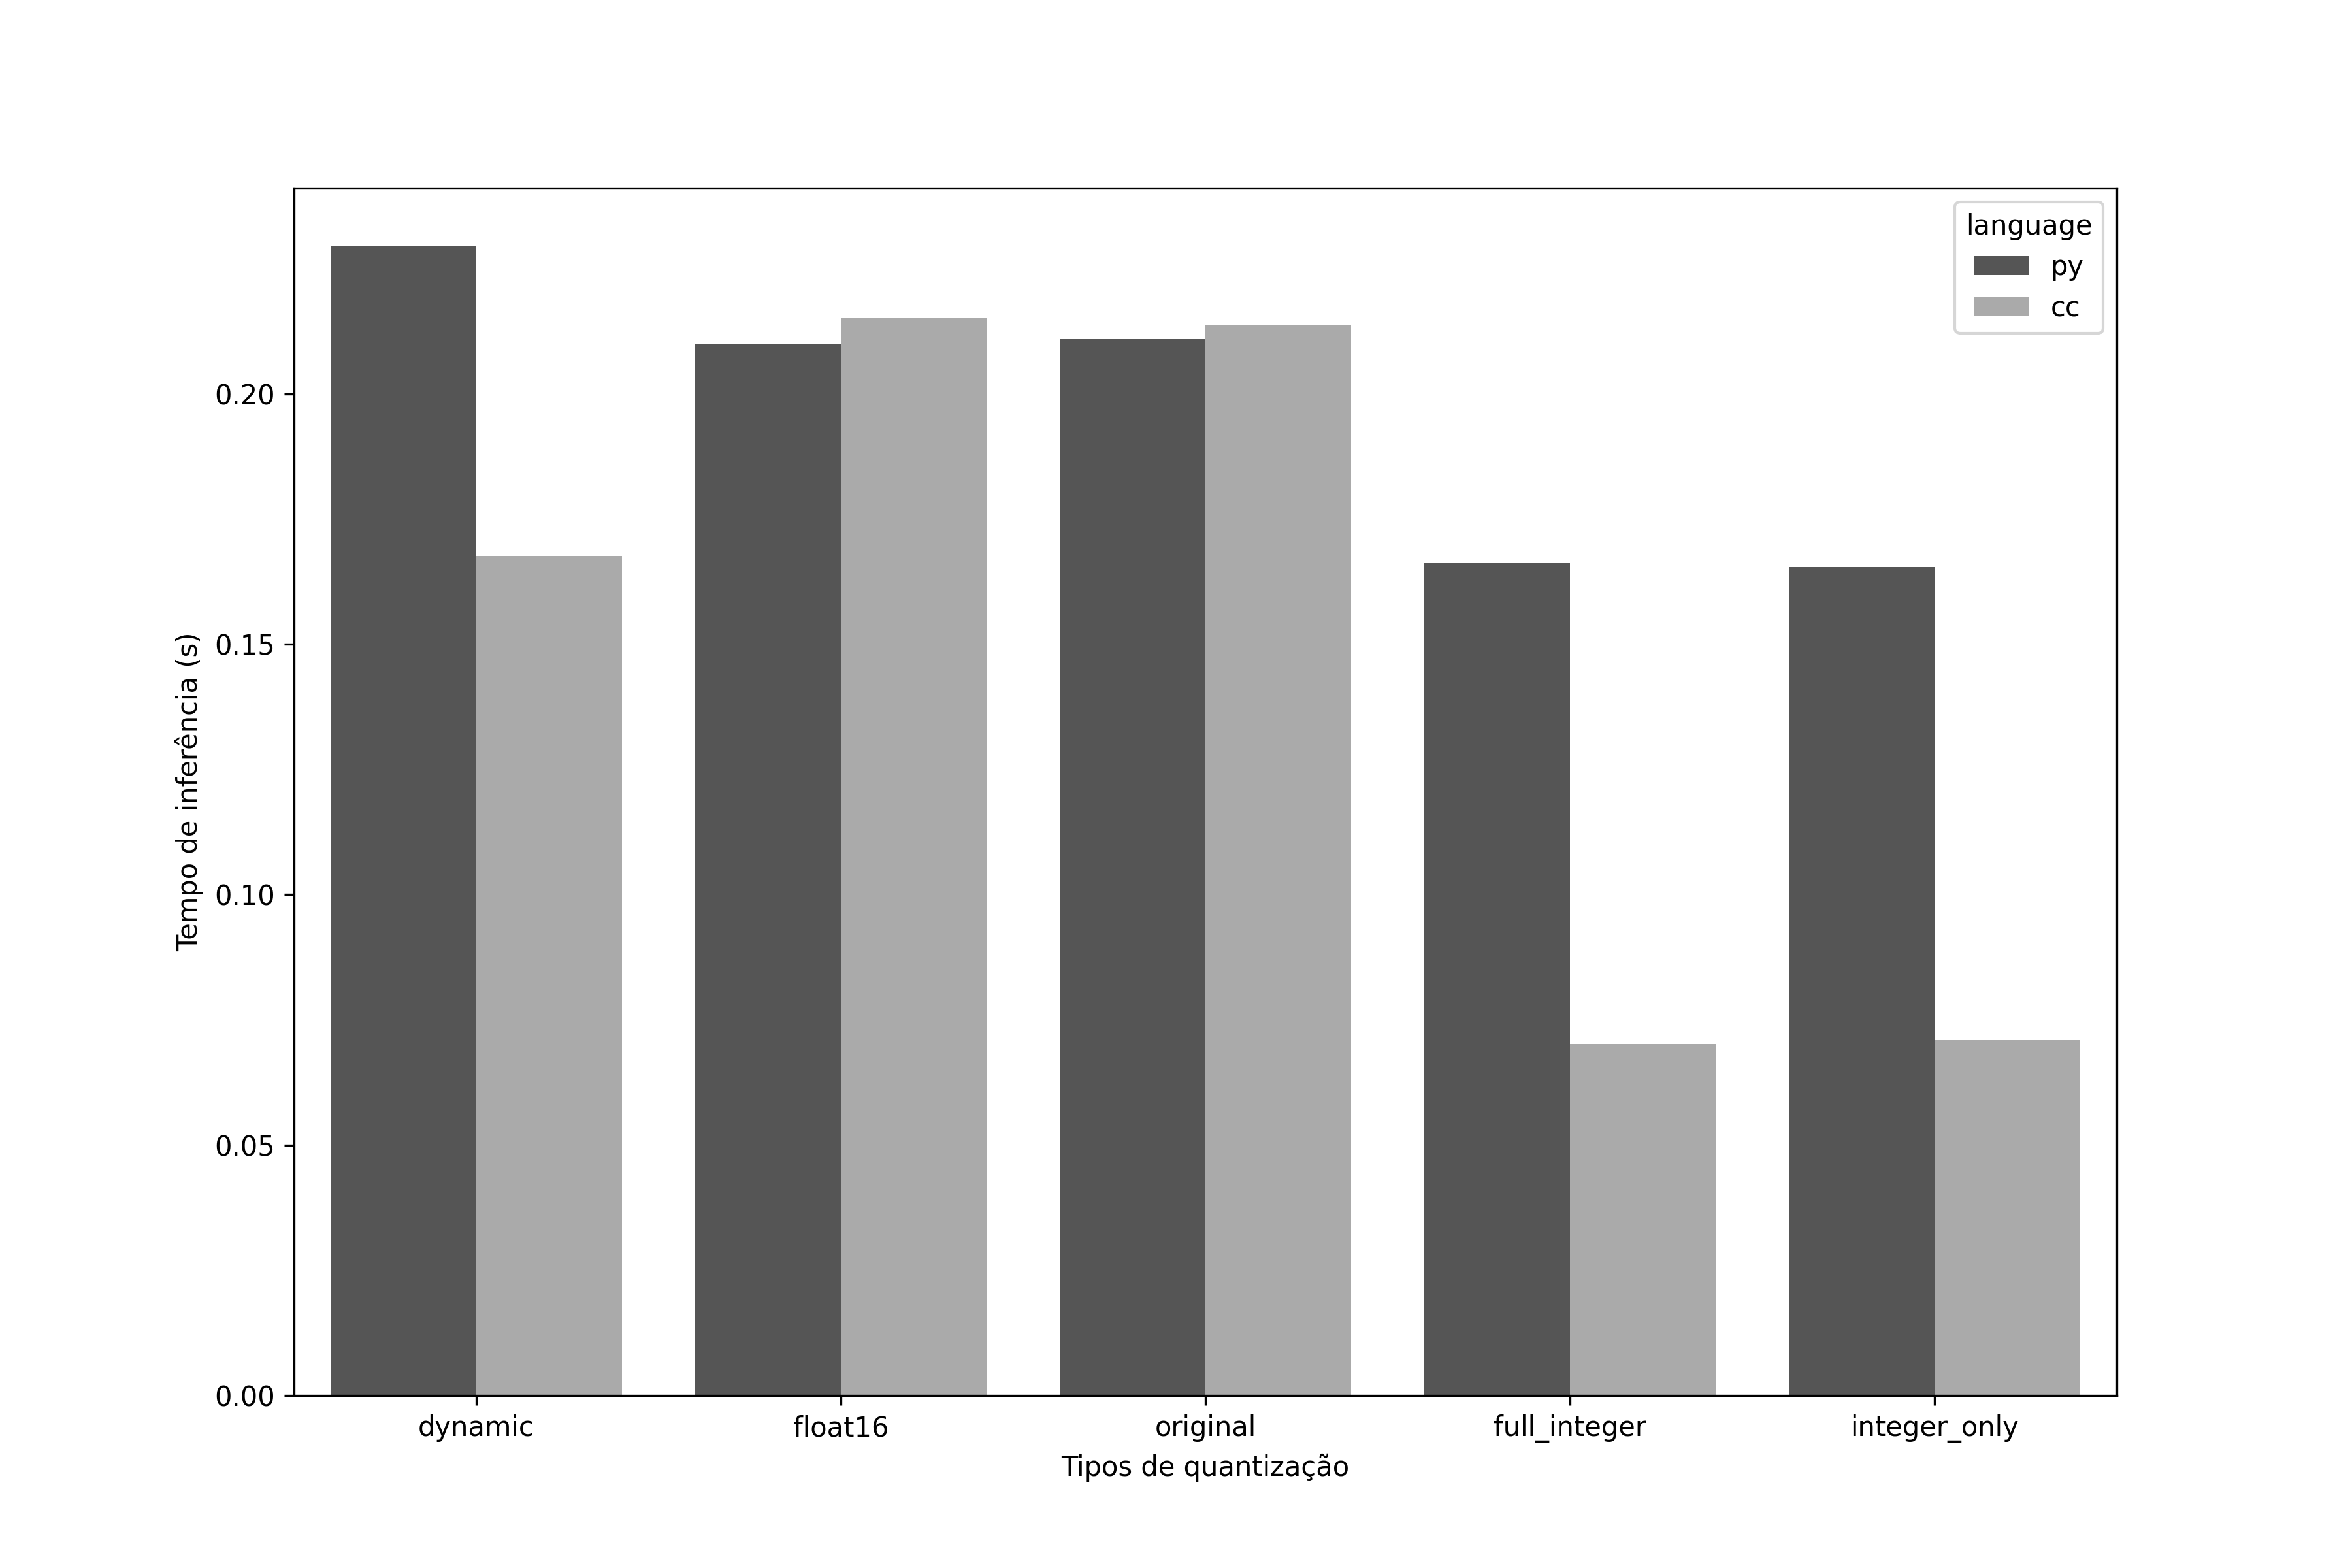 language
py
cc
0.20
0.15
0.10
0.05
0.00
Tempo de inferência (s)
dynamic
float16
original
full_integer
integer_only
Tipos de quantização